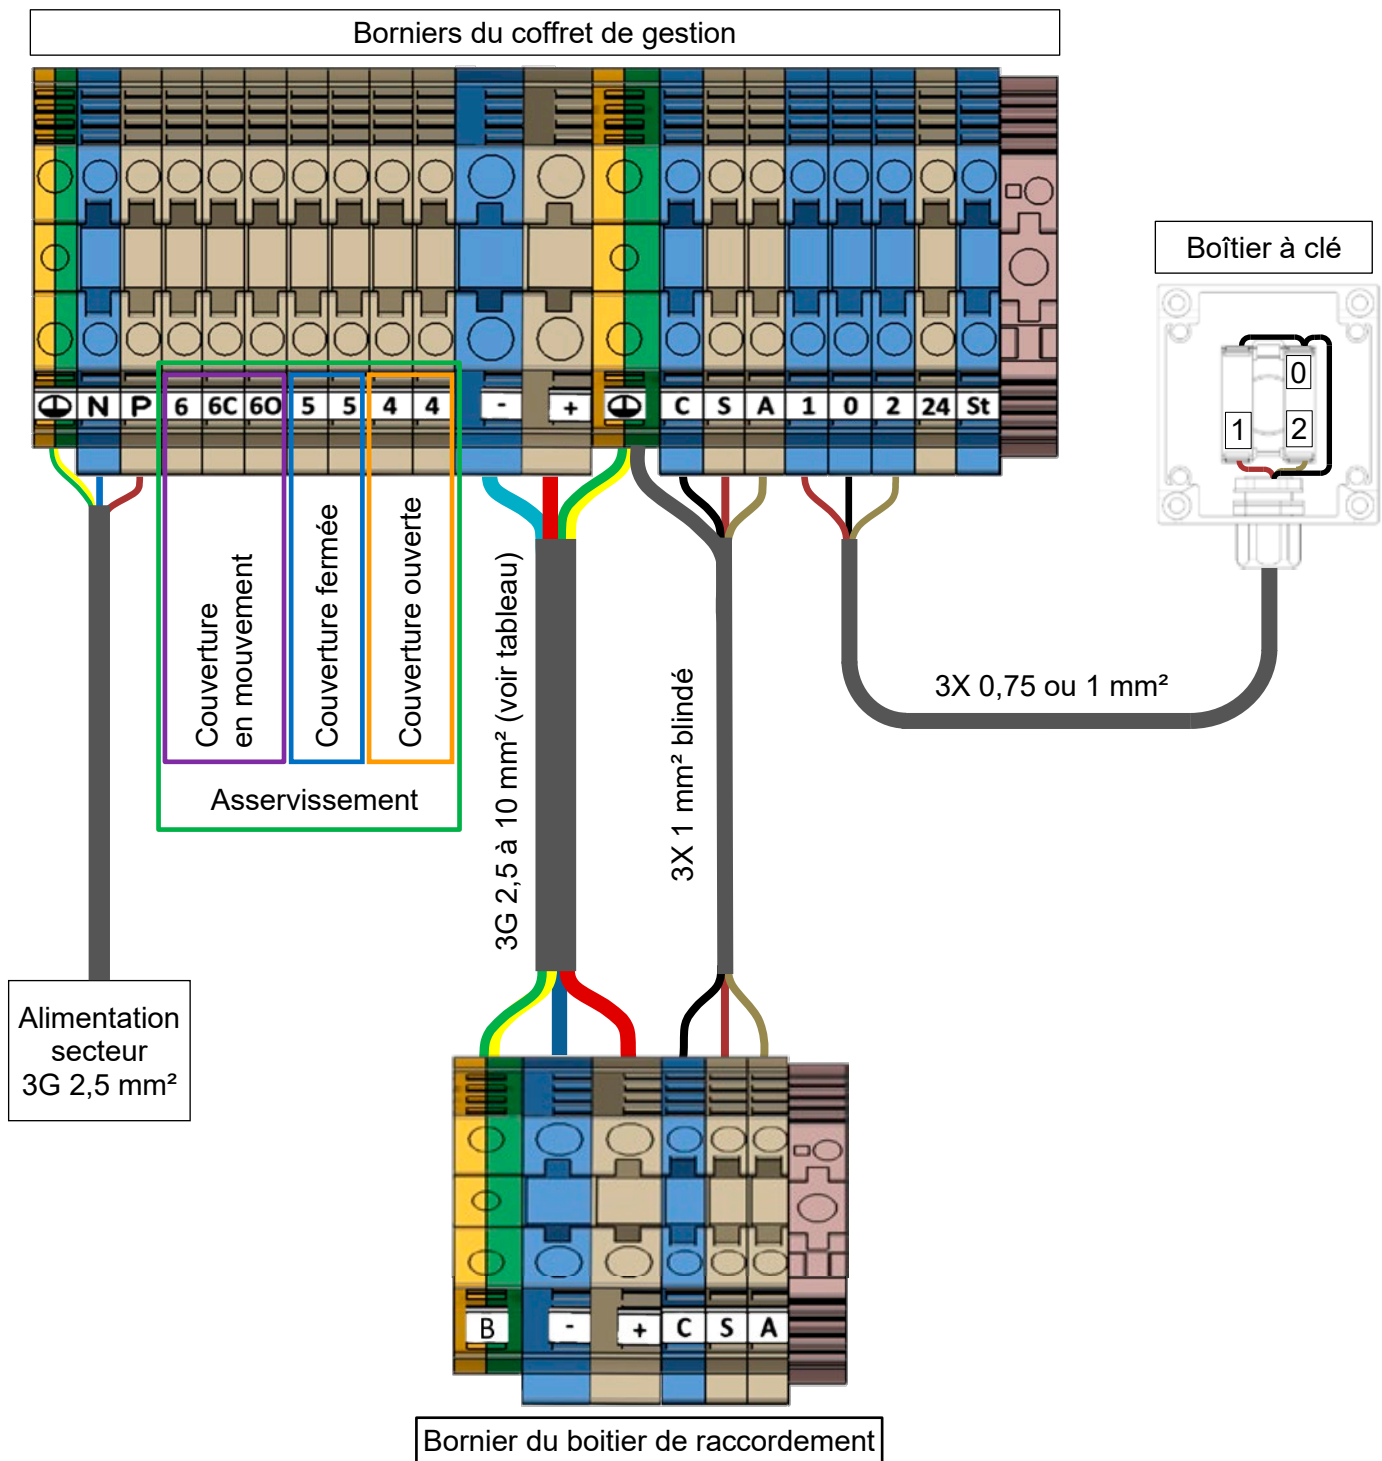 Borniers du coffret de gestion
Boîtier à clé
0
1
2
N P 6 6C 6O 5 5 4 4 - + C S A 1 0 2 24 St
Couverture
en mouvement
Couverture fermée
Couverture ouverte
Asservissement
3G 2,5 à 10 mm² (voir tableau)
3X 1 mm² blindé
3X 0,75 ou 1 mm²
Alimentation
secteur
3G 2,5 mm²
B - + C S A
Bornier du boitier de raccordement